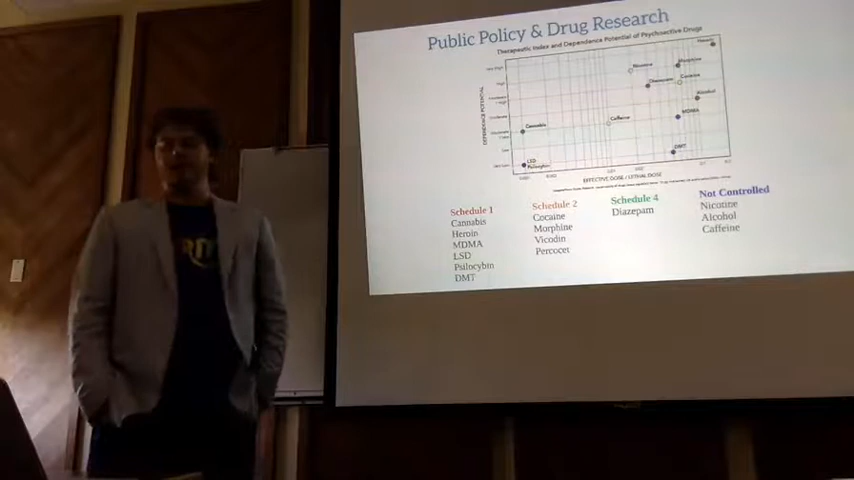 Public Policy & Drug Research
Therapeutic Index and Dependence Potential of Psychoactive Drugs
Heroin
Nicotine
Morphine
Diazepam
Cocaine
Alcohol
Cannabis
Caffeine
MDMA
DMT
LSD
Psilocybin
DEPENDENCE POTENTIAL
EFFECTIVE DOSE / LETHAL DOSE
Schedule 1
Cannabis
Heroin
MDMA
LSD
Psilocybin
DMT
Schedule 2
Cocaine
Morphine
Vicodin
Percocet
Schedule 4
Diazepam
Not Controlled
Nicotine
Alcohol
Caffeine